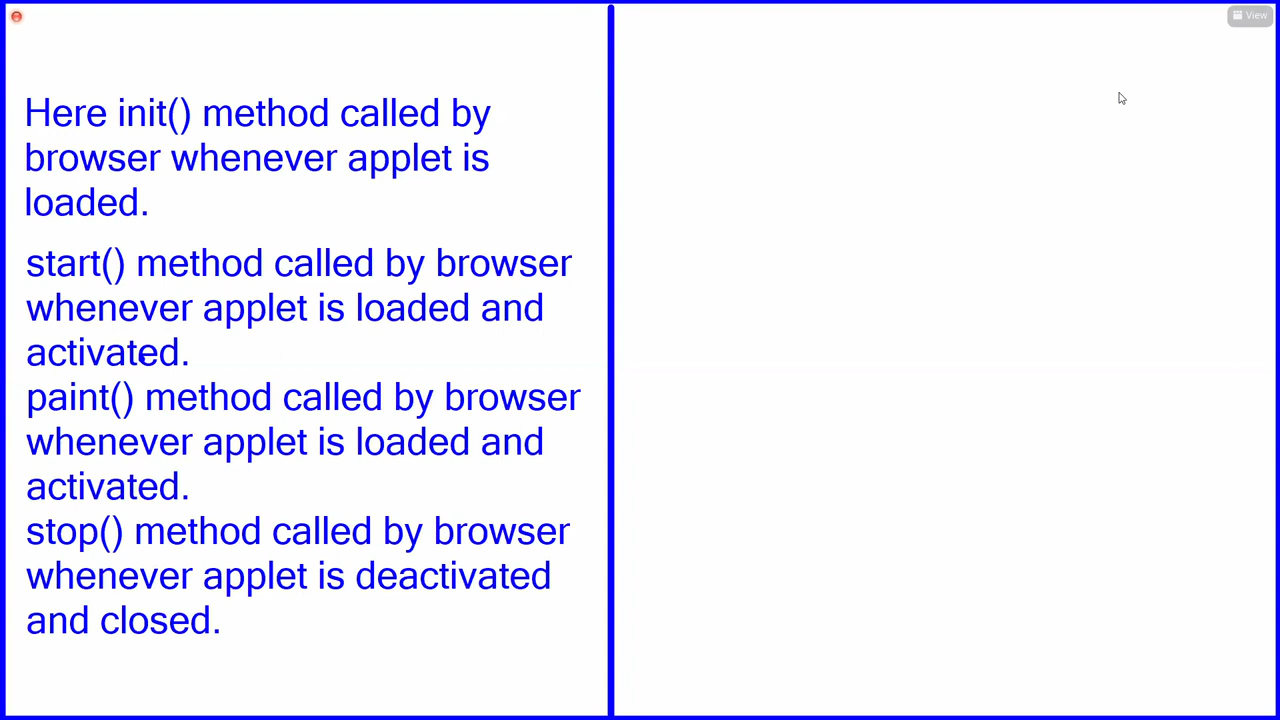 View
Here init() method called by
browser whenever applet is
loaded.
start() method called by browser
whenever applet is loaded and
activated.
paint() method called by browser
whenever applet is loaded and
activated.
stop() method called by browser
whenever applet is deactivated
and closed.